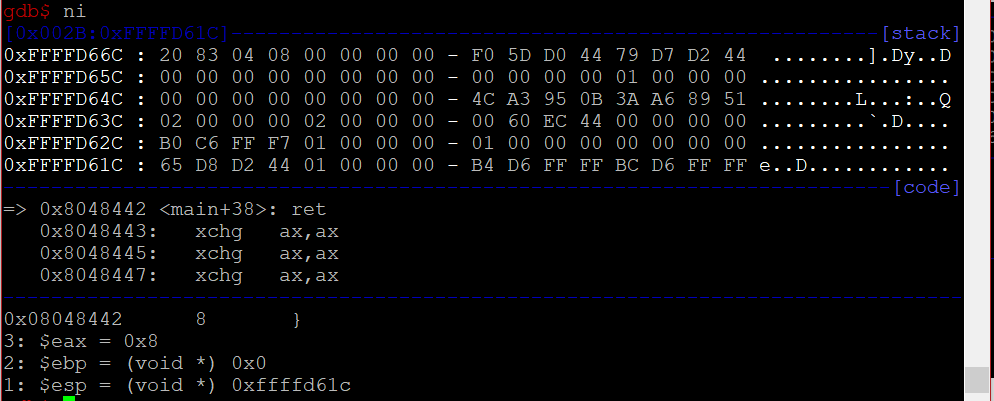 gdb$ ni
[0x002B:0xFFFFD61C]------------------------------------------------------[stack]
0xFFFFD66C : 20 83 04 08 00 00 00 00 - F0 5D D0 44 79 D7 D2 44  ........].Dy..D
0xFFFFD65C : 00 00 00 00 00 00 00 00 - 00 00 00 00 01 00 00 00 ................
0xFFFFD64C : 00 00 00 00 00 00 00 00 - 4C A3 95 0B 3A A6 89 51 ........L...:..Q
0xFFFFD63C : 02 00 00 00 02 00 00 00 - 00 60 EC 44 00 00 00 00 .........`.D....
0xFFFFD62C : B0 C6 FF F7 01 00 00 00 - 01 00 00 00 00 00 00 00 ................
0xFFFFD61C : 65 D8 D2 44 01 00 00 00 - B4 D6 FF FF BC D6 FF FF e..D............
[code]
=> 0x8048442 <main+38>: ret
0x8048443: xchg ax,ax
0x8048445: xchg ax,ax
0x8048447: xchg ax,ax
0x08048442 8 }
3: $eax = 0x8
2: $ebp = (void *) 0x0
1: $esp = (void *) 0xffffd61c